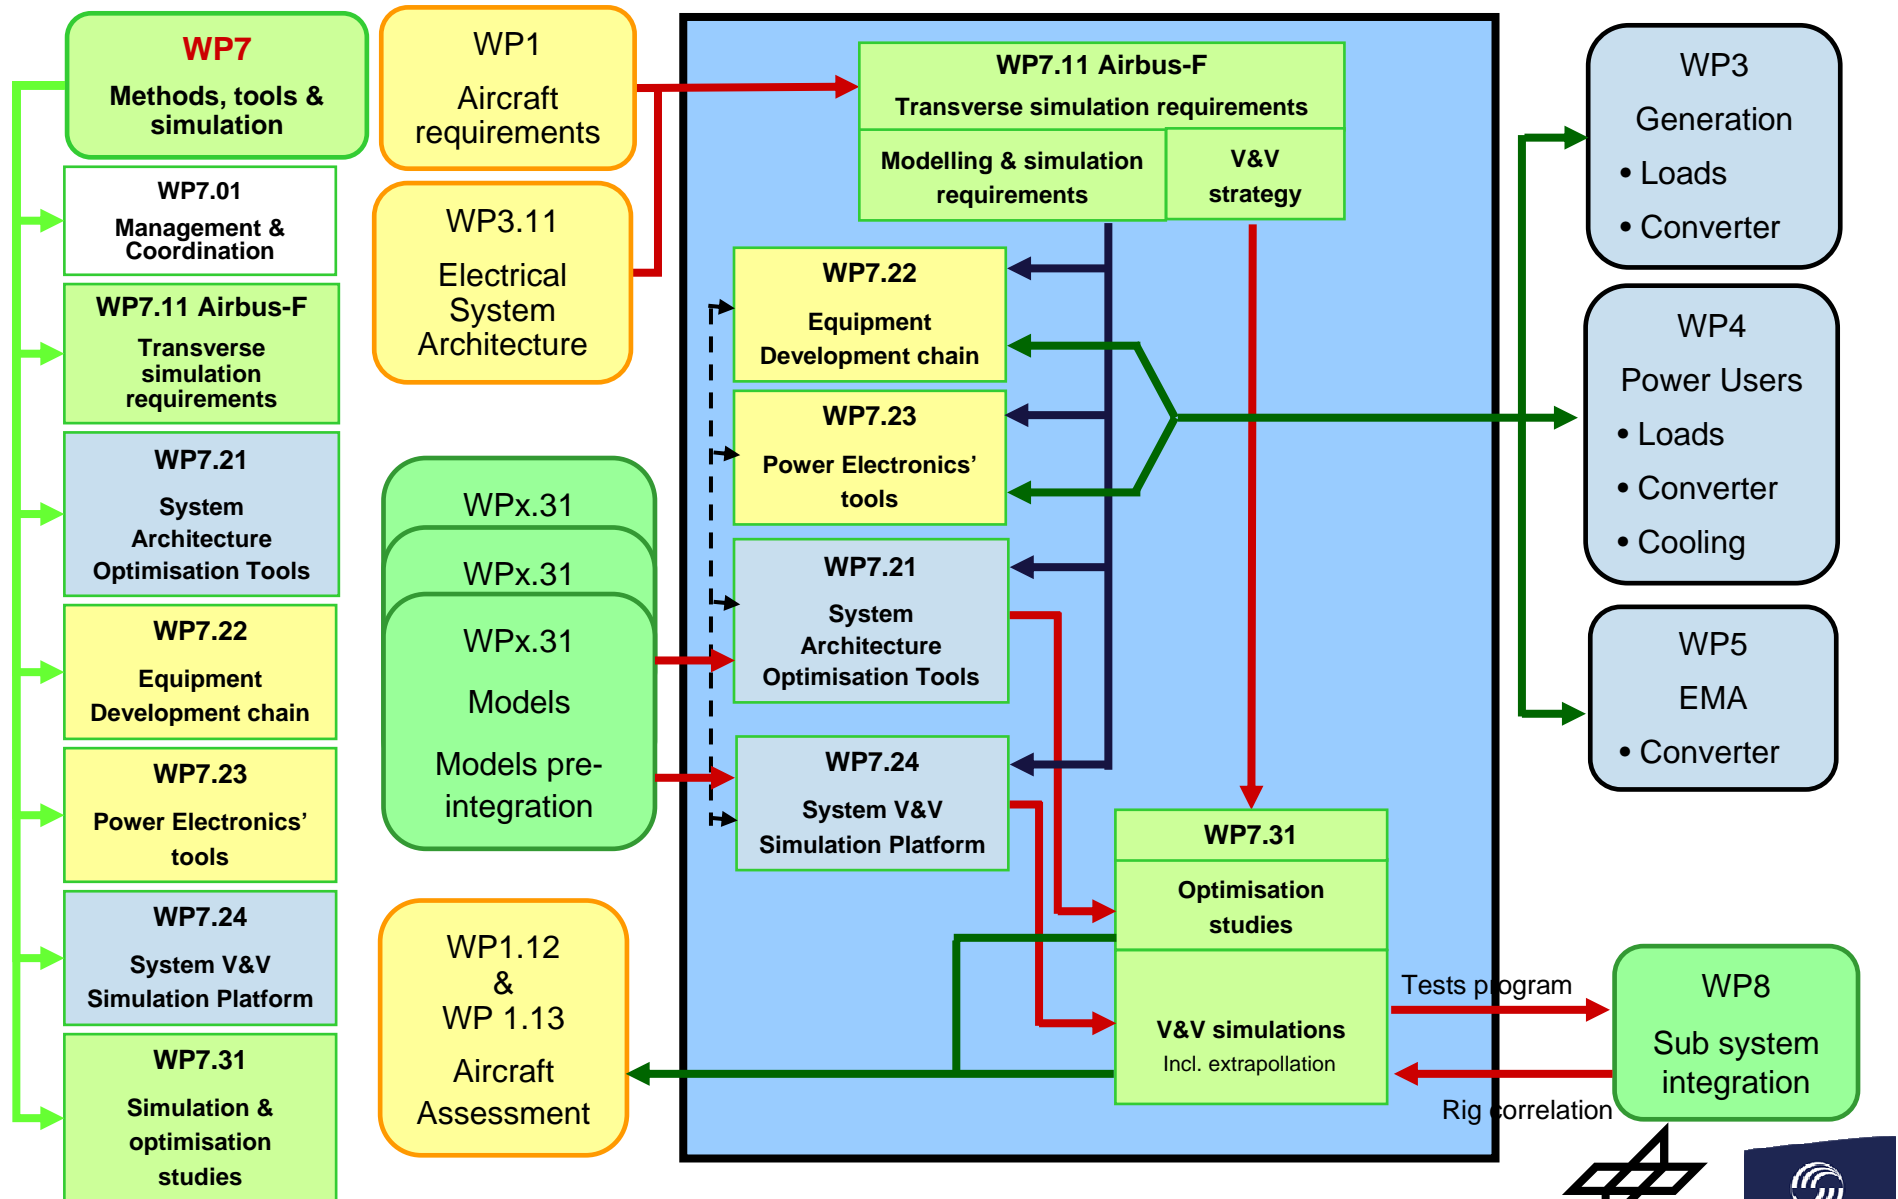 WP7
Methods, tools &
simulation
WP7.01
Management &
Coordination
WP7.11 Airbus-F
Transverse
simulation
requirements
WP7.21
System
Architecture
Optimisation Tools
WP7.22
Equipment
Development chain
WP7.23
Power Electronics’
tools
WP7.24
System V&V
Simulation Platform
WP7.31
Simulation &
optimisation
studies
WP1
Aircraft
requirements
WP3.11
Electrical
System
Architecture
WPx.31
WPx.31
WPx.31
Models
Models pre-
integration
WP1.12
&
WP 1.13
Aircraft
Assessment
WP7.11 Airbus-F
Transverse simulation requirements
Modelling & simulation
requirements
V&V
strategy
WP7.22
Equipment
Development chain
WP7.23
Power Electronics’
tools
WP7.21
System
Architecture
Optimisation Tools
WP7.24
System V&V
Simulation Platform
WP7.31
Optimisation
studies
V&V simulations
Incl. extrapollation
WP3
Generation
• Loads
• Converter
WP4
Power Users
• Loads
• Converter
• Cooling
WP5
EMA
• Converter
Tests program
WP8
Sub system
integration
Rig correlation